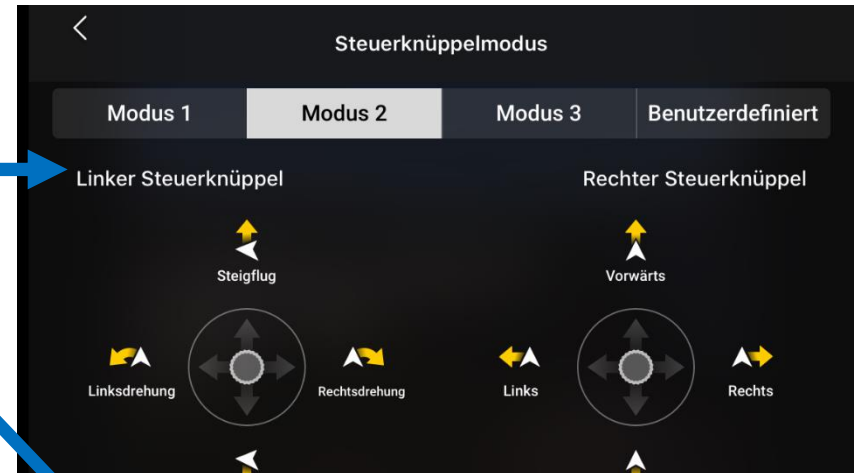 Steuerknüppelmodus
Modus 1 Modus 2 Modus 3 Benutzerdefiniert
Linker Steuerknüppel Rechter Steuerknüppel
Steigflug Vorwärts
Linksdrehung Rechtsdrehung Links Rechts